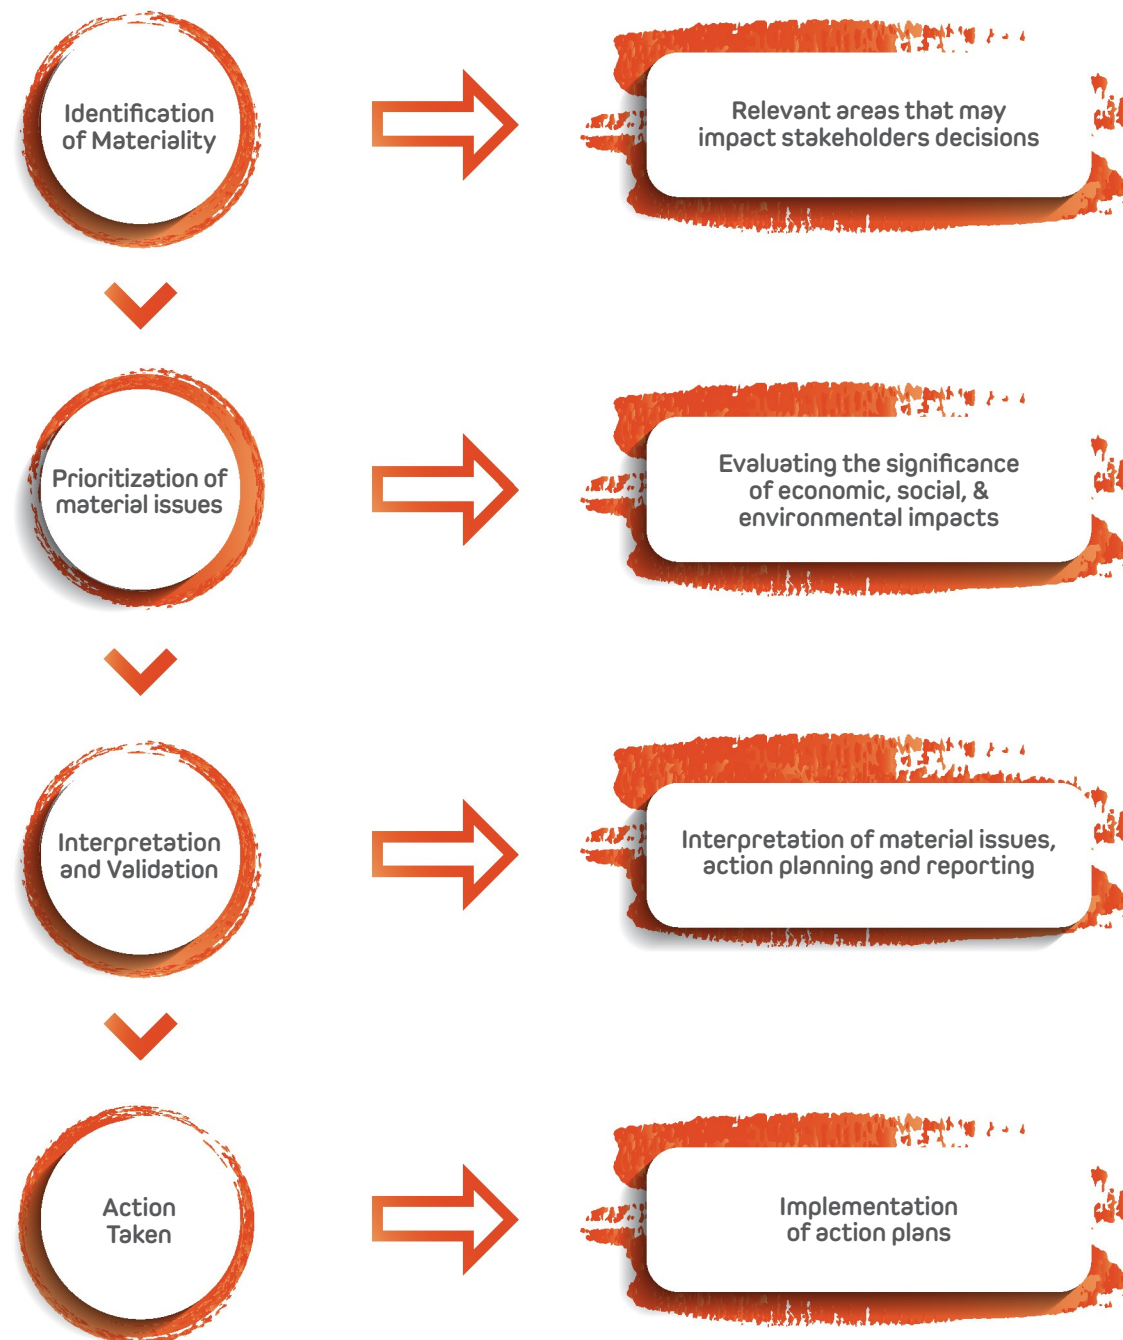 Identification
of Materiality
Relevant areas that may
impact stakeholders decisions
Prioritization of
material issues
Evaluating the significance
of economic, social, &
environmental impacts
Interpretation
and Validation
Interpretation of material issues,
action planning and reporting
Action
Taken
Implementation
of action plans